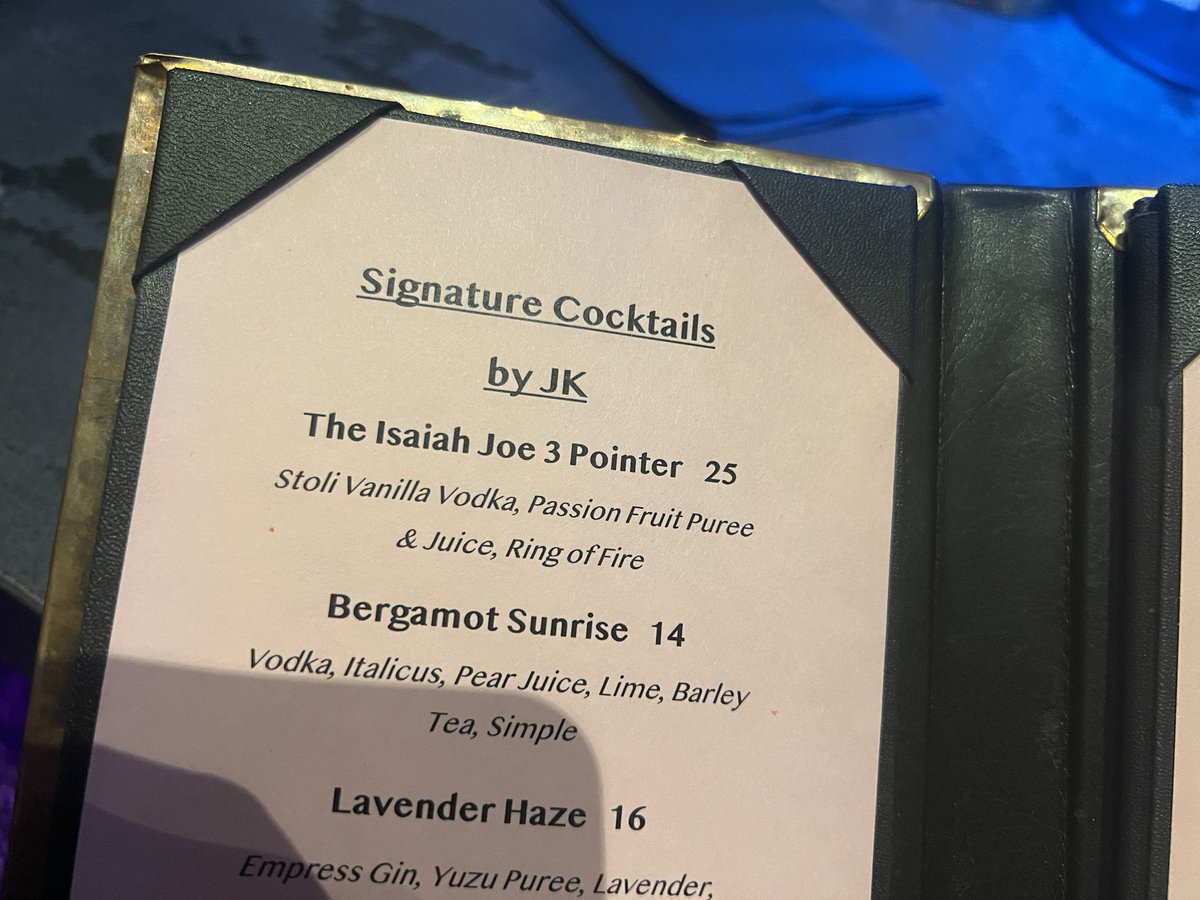 Signature Cocktails
by JK
The Isaiah Joe 3 Pointer 25
Stoli Vanilla Vodka, Passion Fruit Puree
& Juice, Ring of Fire
Bergamot Sunrise 14
Vodka, Italicus, Pear Juice, Lime, Barley
Tea, Simple
Lavender Haze 16
Empress Gin, Yuzu Puree, Lavender,